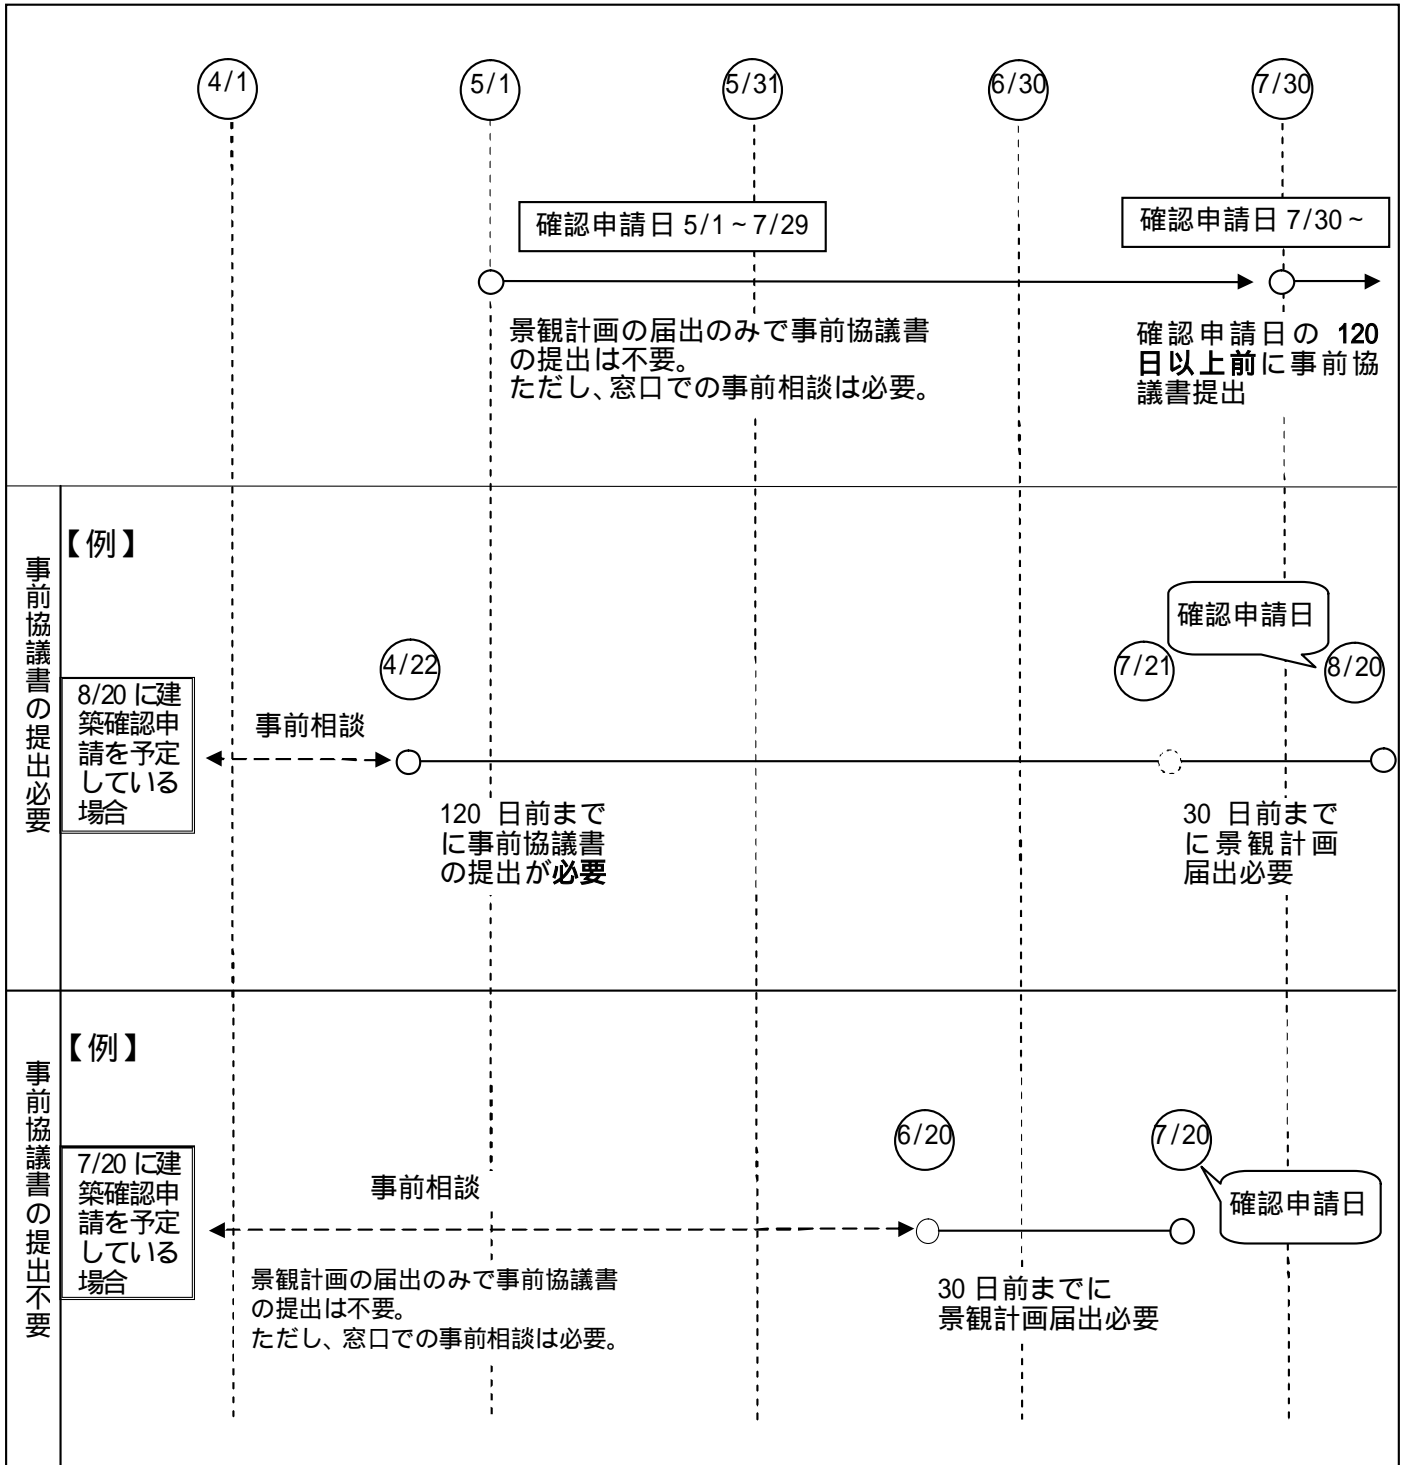 4/1
5/1
5/31
6/30
7/30
確認申請日 5/1~7/29
確認申請日 7/30~
景観計画の届出のみで事前協議書
の提出は不要。
ただし、窓口での事前相談は必要。
確認申請日の 120
日以上前に事前協
議書提出
事前協議書の提出必要
【例】
8/20 に建
築確認申
請を予定
している
場合
事前相談
4/22
7/21
確認申請日
8/20
120 日前まで
に事前協議書
の提出が必要
30 日前まで
に景観計画
届出必要
事前協議書の提出不要
【例】
7/20 に建
築確認申
請を予定
している
場合
事前相談
6/20
7/20
確認申請日
景観計画の届出のみで事前協議書
の提出は不要。
ただし、窓口での事前相談は必要。
30 日前までに
景観計画届出必要